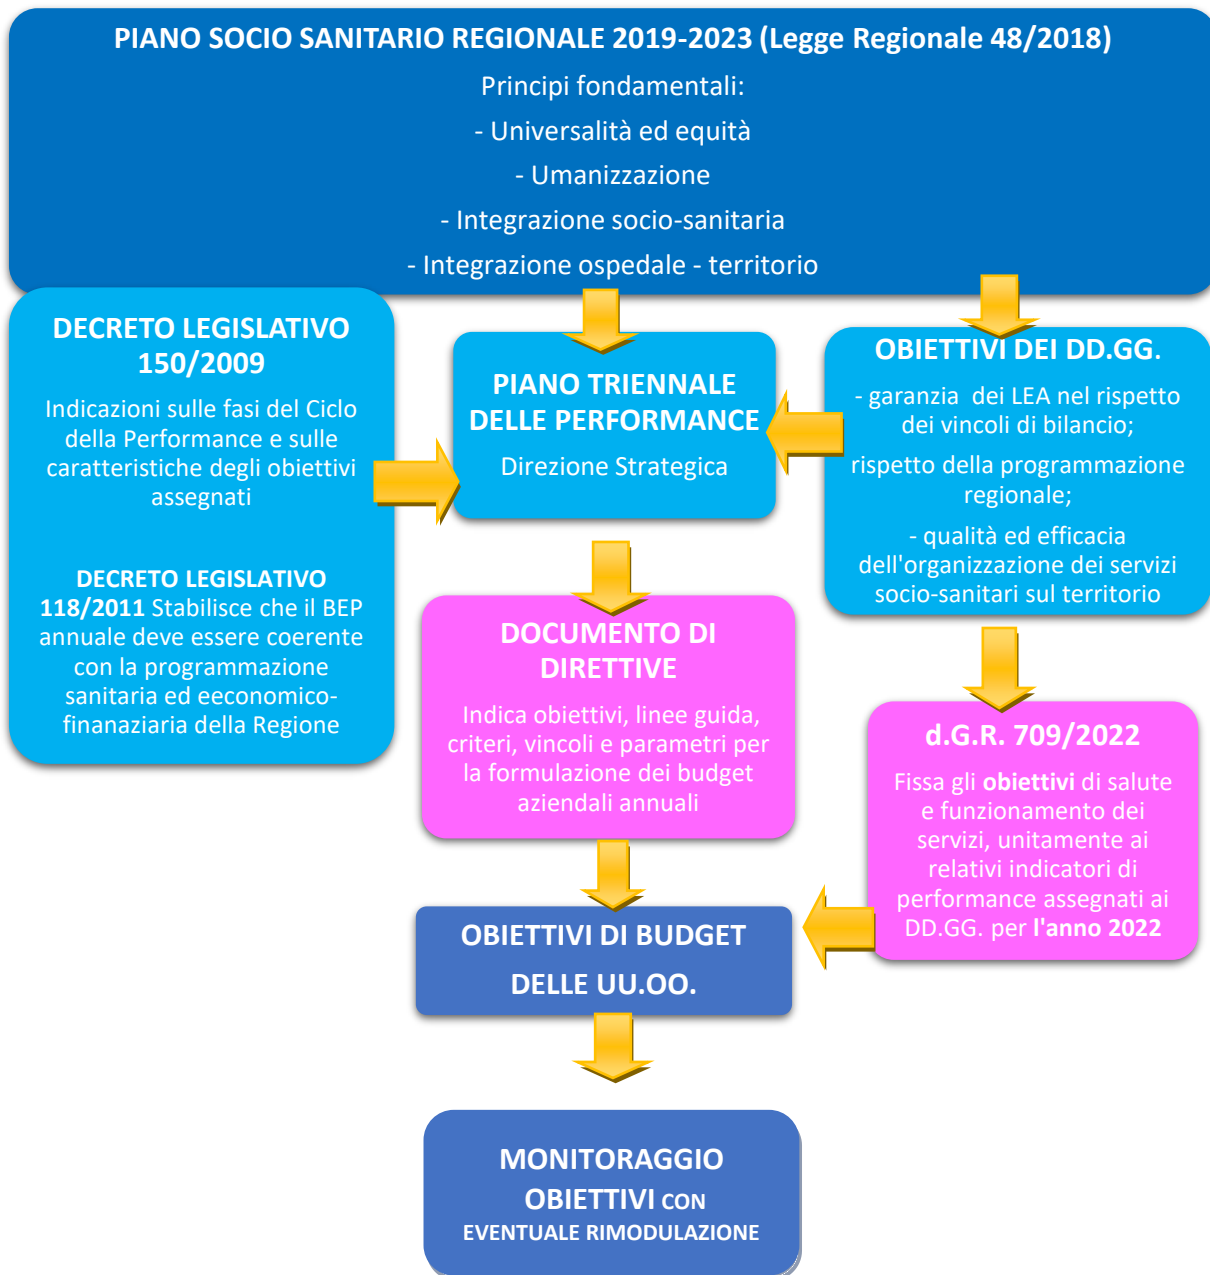 PIANO SOCIO SANITARIO REGIONALE 2019-2023 (Legge Regionale 48/2018)
Principi fondamentali:
- Universalità ed equità
- Umanizzazione
- Integrazione socio-sanitaria
- Integrazione ospedale - territorio
DECRETO LEGISLATIVO
150/2009
Indicazioni sulle fasi del Ciclo
della Performance e sulle
caratteristiche degli obiettivi
assegnati
DECRETO LEGISLATIVO
118/2011 Stabilisce che il BEP
annuale deve essere coerente
con la programmazione
sanitaria ed eeconomico-
finanaziaria della Regione
PIANO TRIENNALE
DELLE PERFORMANCE
Direzione Strategica
OBIETTIVI DEI DD.GG.
- garanzia  dei LEA nel rispetto
dei vincoli di bilancio;
rispetto della programmazione
regionale;
- qualità ed efficacia
dell'organizzazione dei servizi
socio-sanitari sul territorio
DOCUMENTO DI
DIRETTIVE
Indica obiettivi, linee guida,
criteri, vincoli e parametri per
la formulazione dei budget
aziendali annuali
d.G.R. 709/2022
Fissa gli obiettivi di salute
e funzionamento dei
servizi, unitamente ai
relativi indicatori di
performance assegnati ai
DD.GG. per l'anno 2022
OBIETTIVI DI BUDGET
DELLE UU.OO.
MONITORAGGIO
OBIETTIVI CON
EVENTUALE RIMODULAZIONE